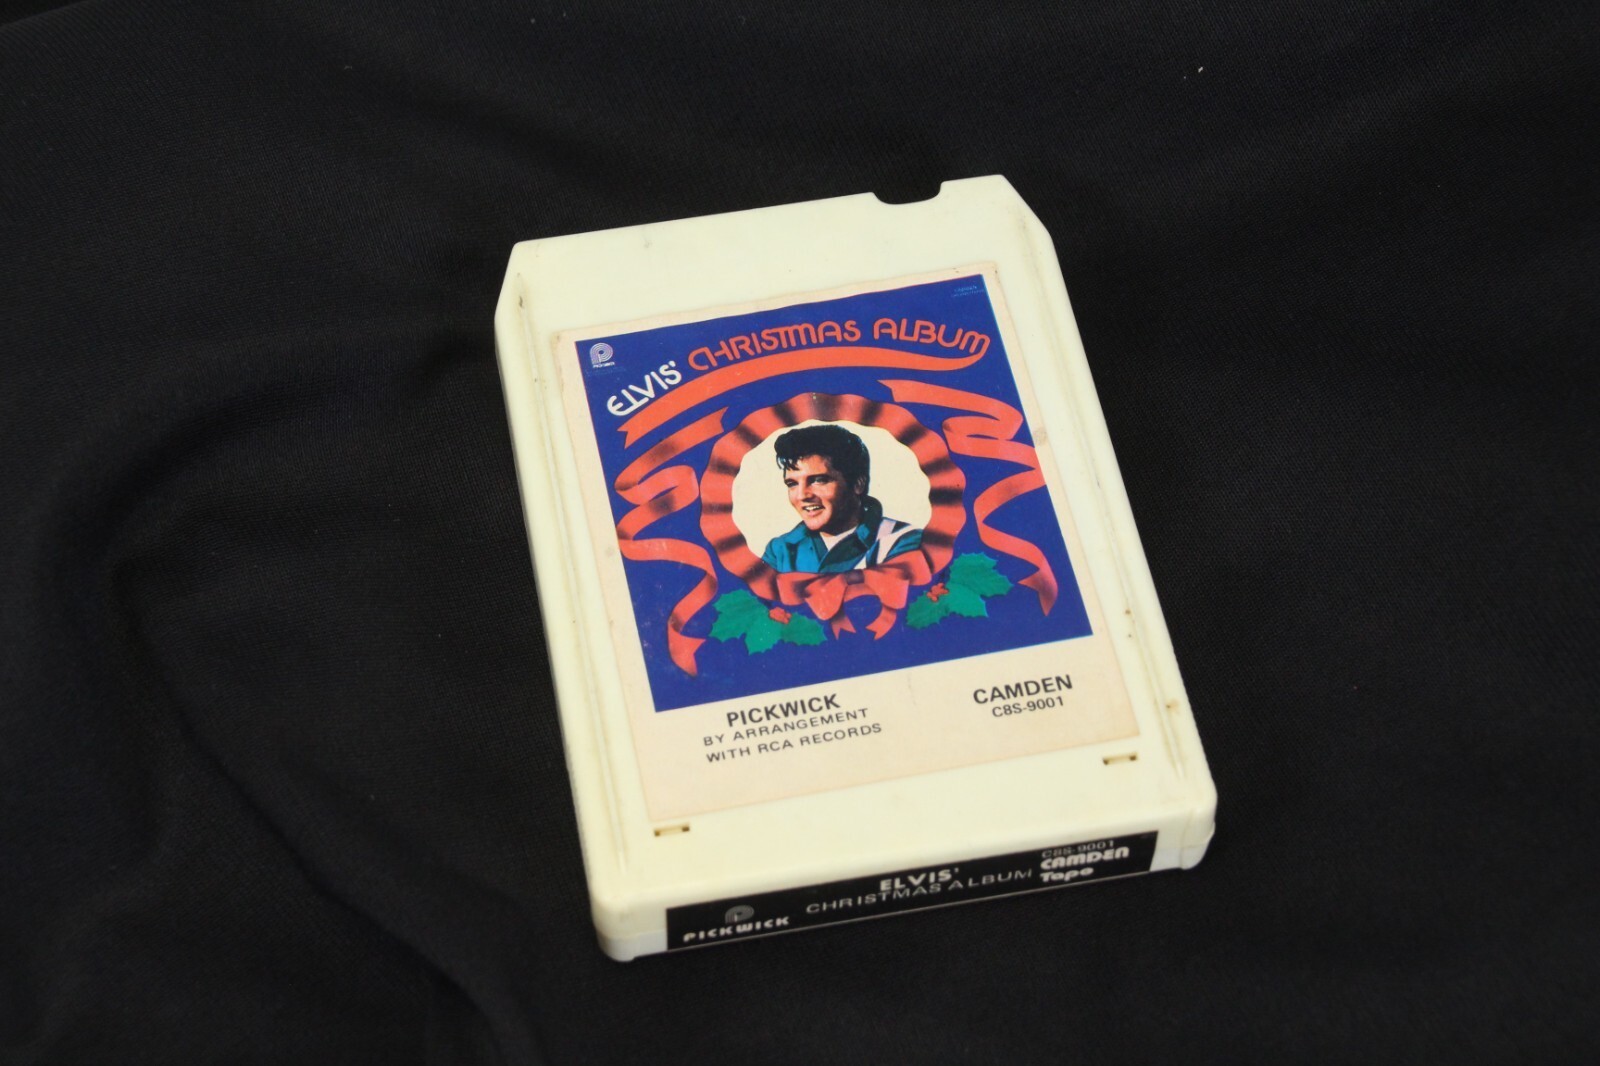 PICKWICK
ELVIS' CHRISTMAS ALBUM
PICKWICK
BY ARRANGEMENT
WITH RCA RECORDS
CAMDEN
C8S-9001
PICKWICK
ELVIS'
CHRISTMAS ALBUM
C8S-9001
CAMDEN
Tape